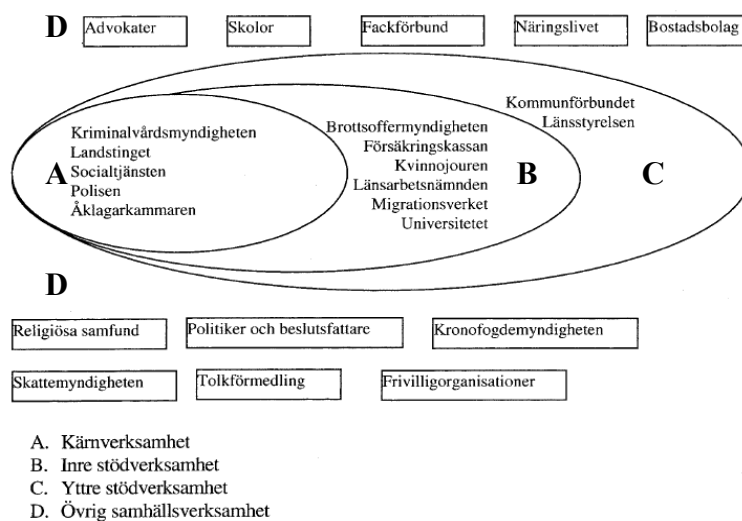 D Advokater Skolor Fackförbund Näringslivet Bostadsbolag
Kommunförbundet
Länsstyrelsen
Kriminalvårdsmyndigheten
Landstinget
Socialtjänsten
Polisen
Åklagarkammaren
A
Brottsoffermyndigheten
Försäkringskassan
Kvinnojouren
Länsarbetsnämnden
Migrationsverket
Universitetet
B
C
D
Religiösa samfund Politiker och beslutsfattare Kronofogdemyndigheten
Skattemyndigheten Tolkförmedling Frivilligorganisationer
A. Kärnverksamhet
B. Inre stödverksamhet
C. Yttre stödverksamhet
D. Övrig samhällsverksamhet